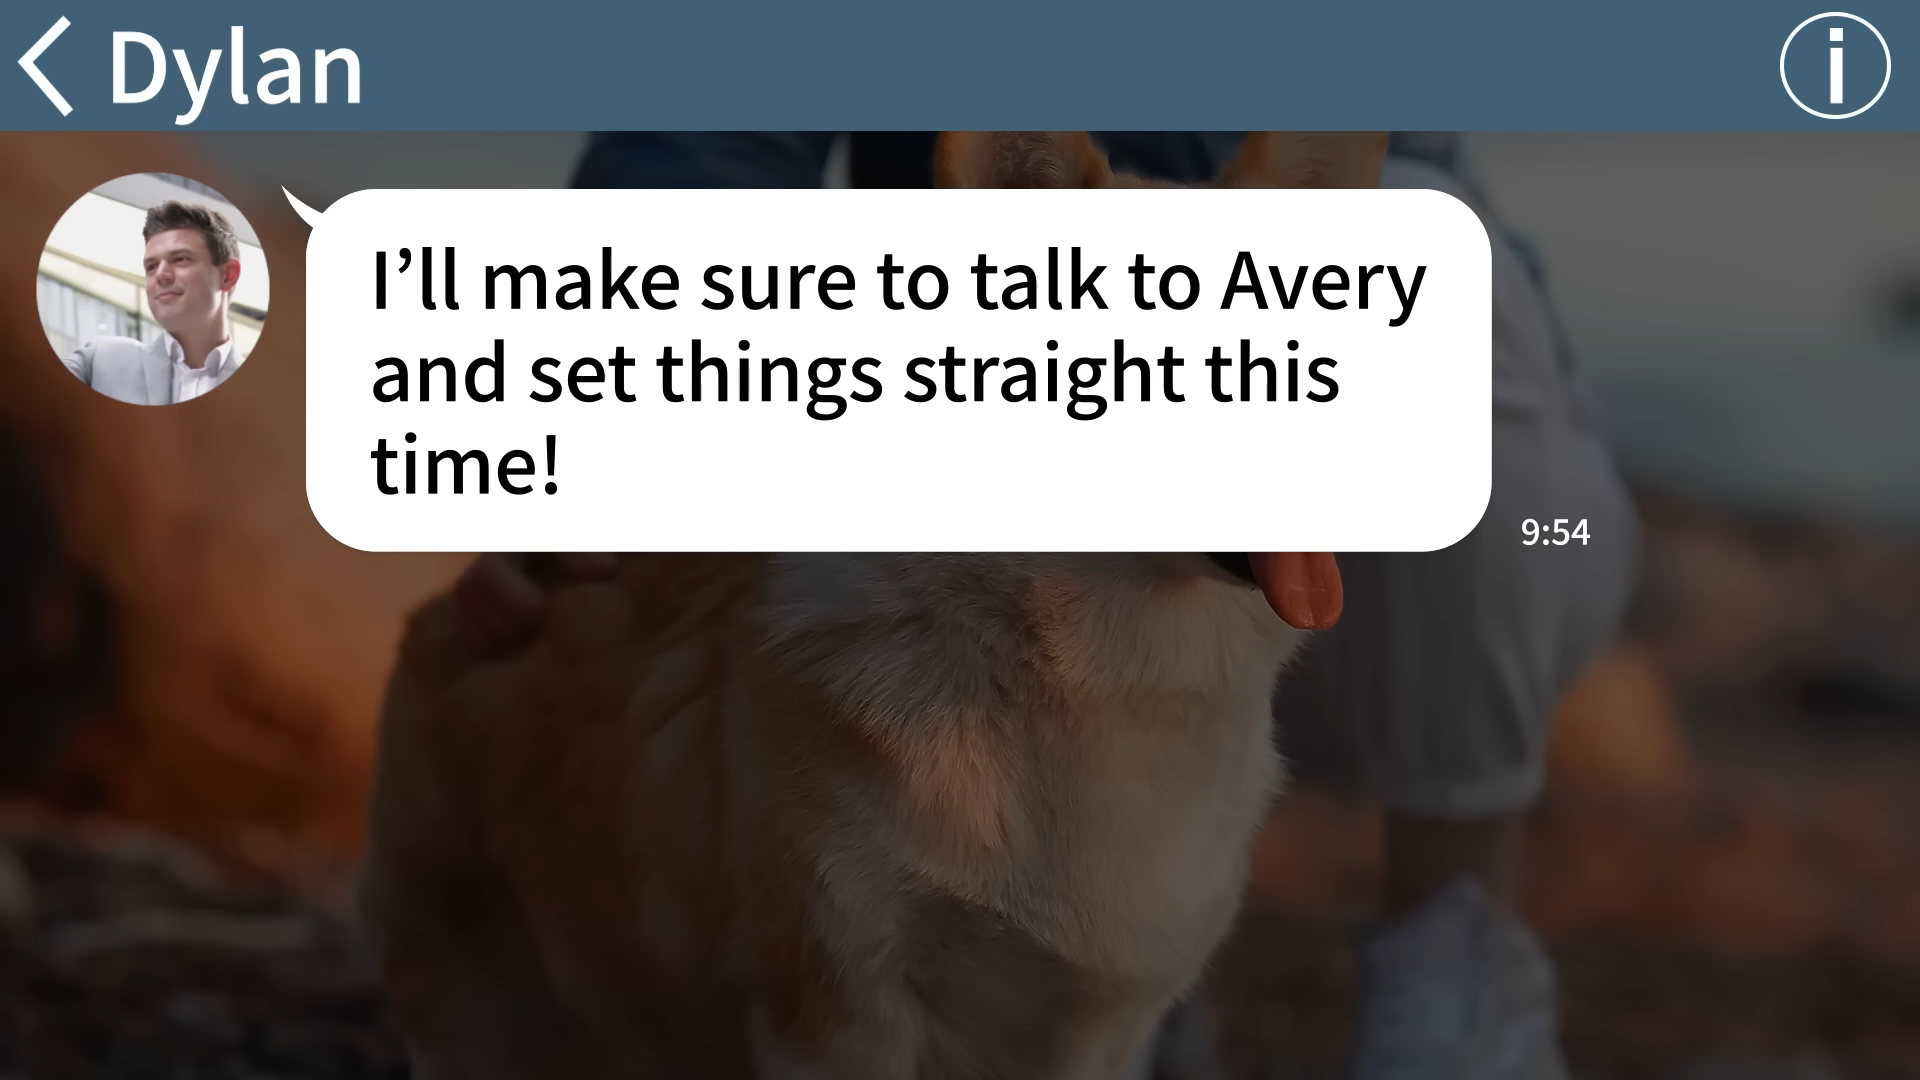 Dylan
I’ll make sure to talk to Avery
and set things straight this
time!
9:54